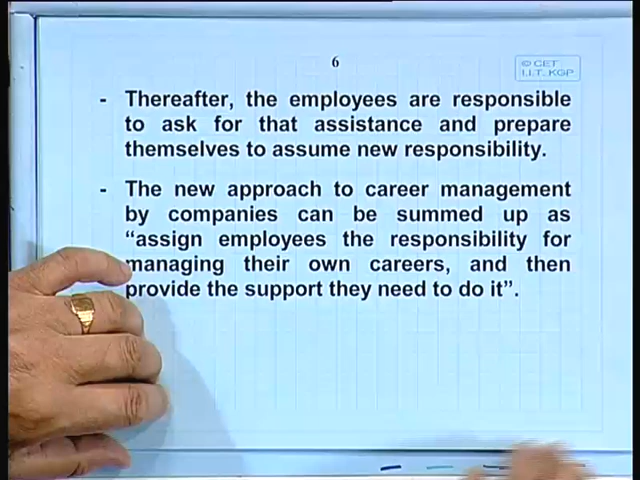 6
© CET
I.I.T. KGP
- Thereafter, the employees are responsible
to ask for that assistance and prepare
themselves to assume new responsibility.
- The new approach to career management
by companies can be summed up as
“assign employees the responsibility for
managing their own careers, and then
provide the support they need to do it”.